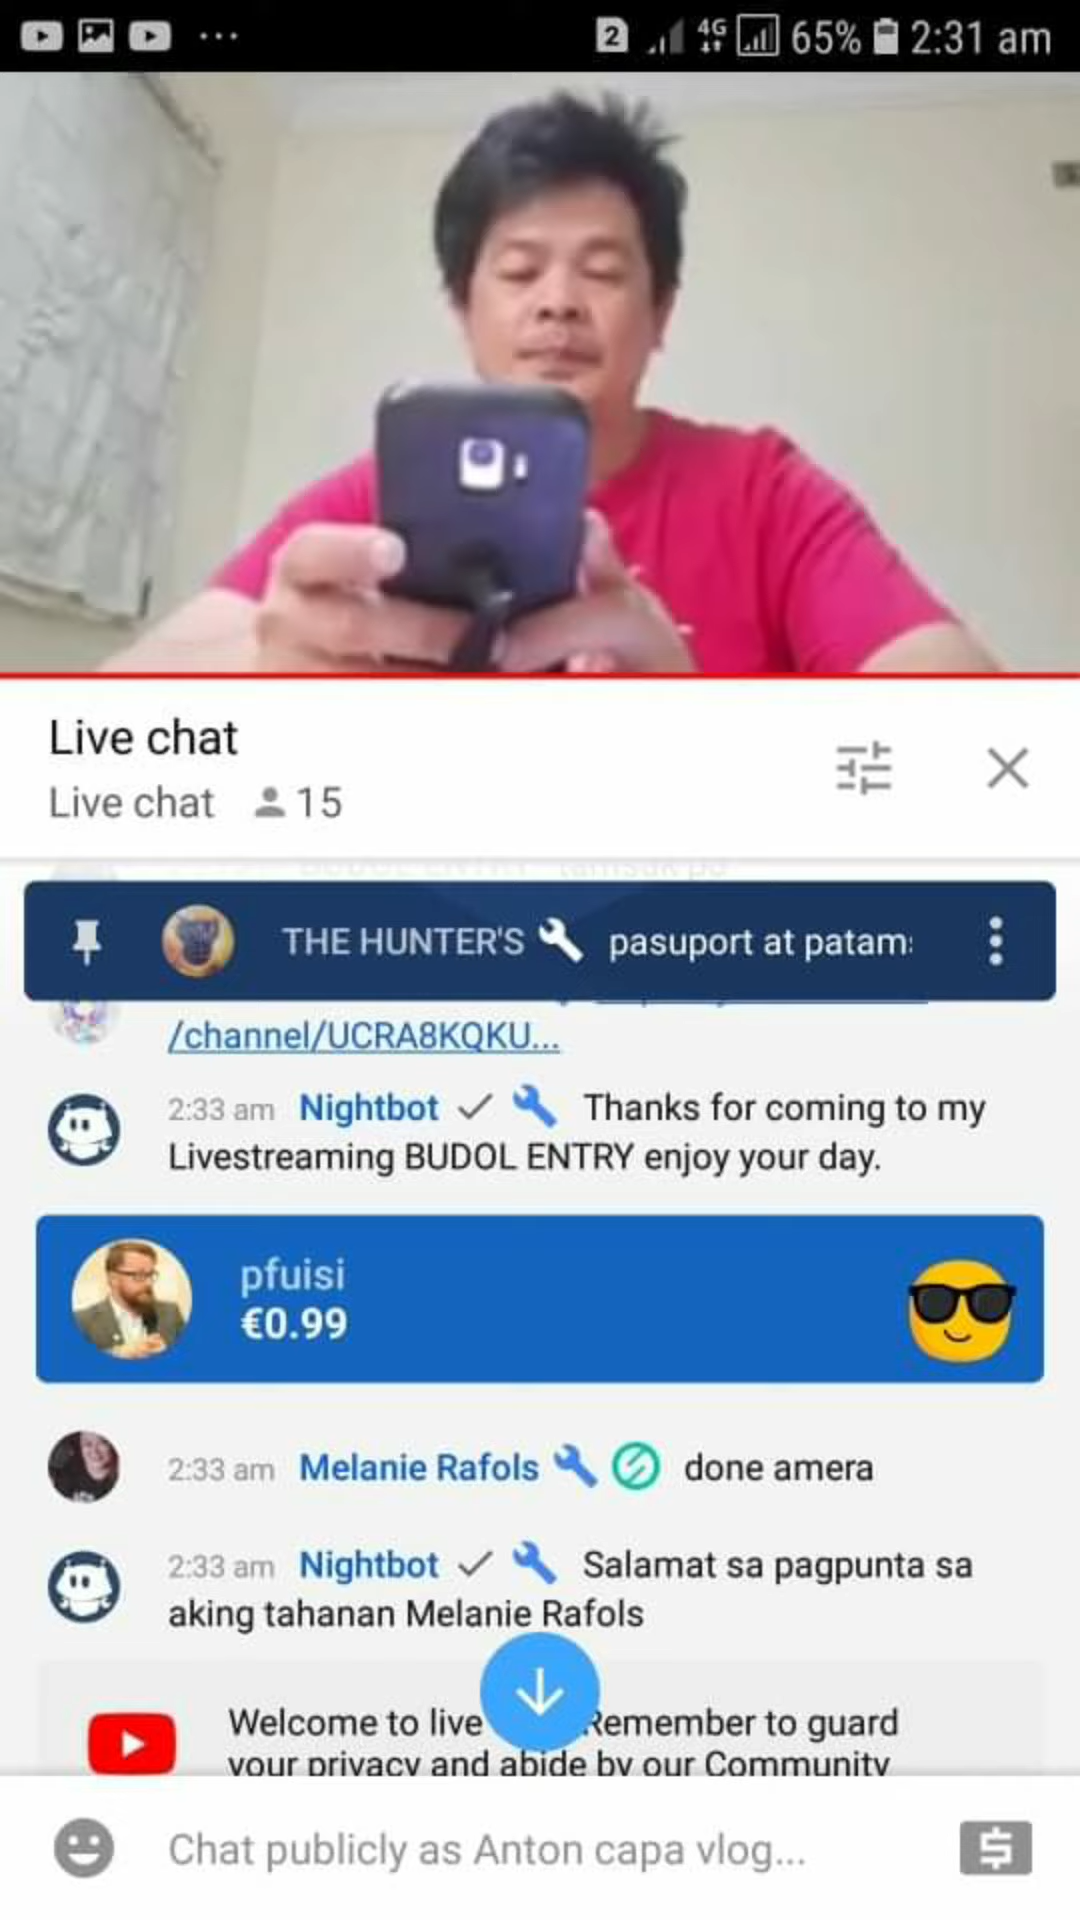 2 4G 65% 2:31 am
Live chat
Live chat 15
THE HUNTER'S pasuport at patam
/channel/UCRA8KQKU...
2:33 am Nightbot Thanks for coming to my
Livestreaming BUDOL ENTRY enjoy your day.
pfuisi
€0.99
2:33 am Melanie Rafols done amera
2:33 am Nightbot Salamat sa pagpunta sa
aking tahanan Melanie Rafols
Welcome to live Remember to guard
your privacy and abide by our Community
Chat publicly as Anton capa vlog...